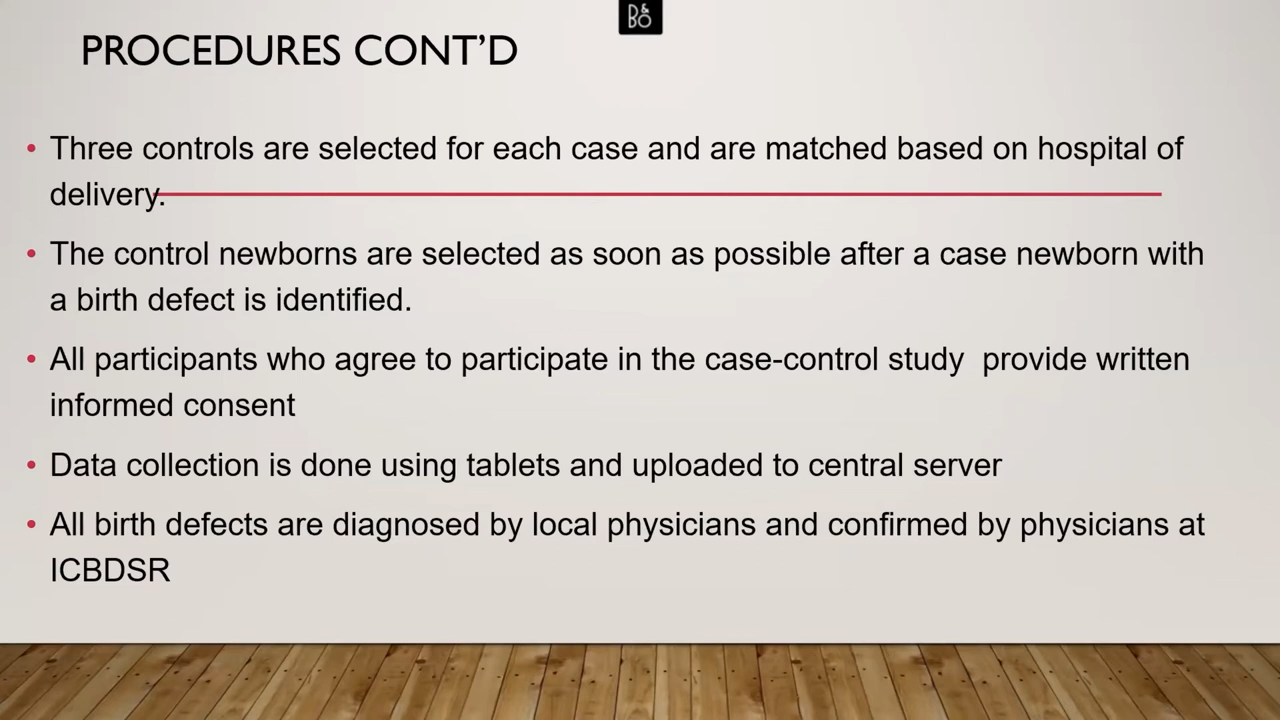 B&O
PROCEDURES CONT’D
• Three controls are selected for each case and are matched based on hospital of
delivery.
• The control newborns are selected as soon as possible after a case newborn with
a birth defect is identified.
• All participants who agree to participate in the case-control study  provide written
informed consent
• Data collection is done using tablets and uploaded to central server
• All birth defects are diagnosed by local physicians and confirmed by physicians at
ICBDSR